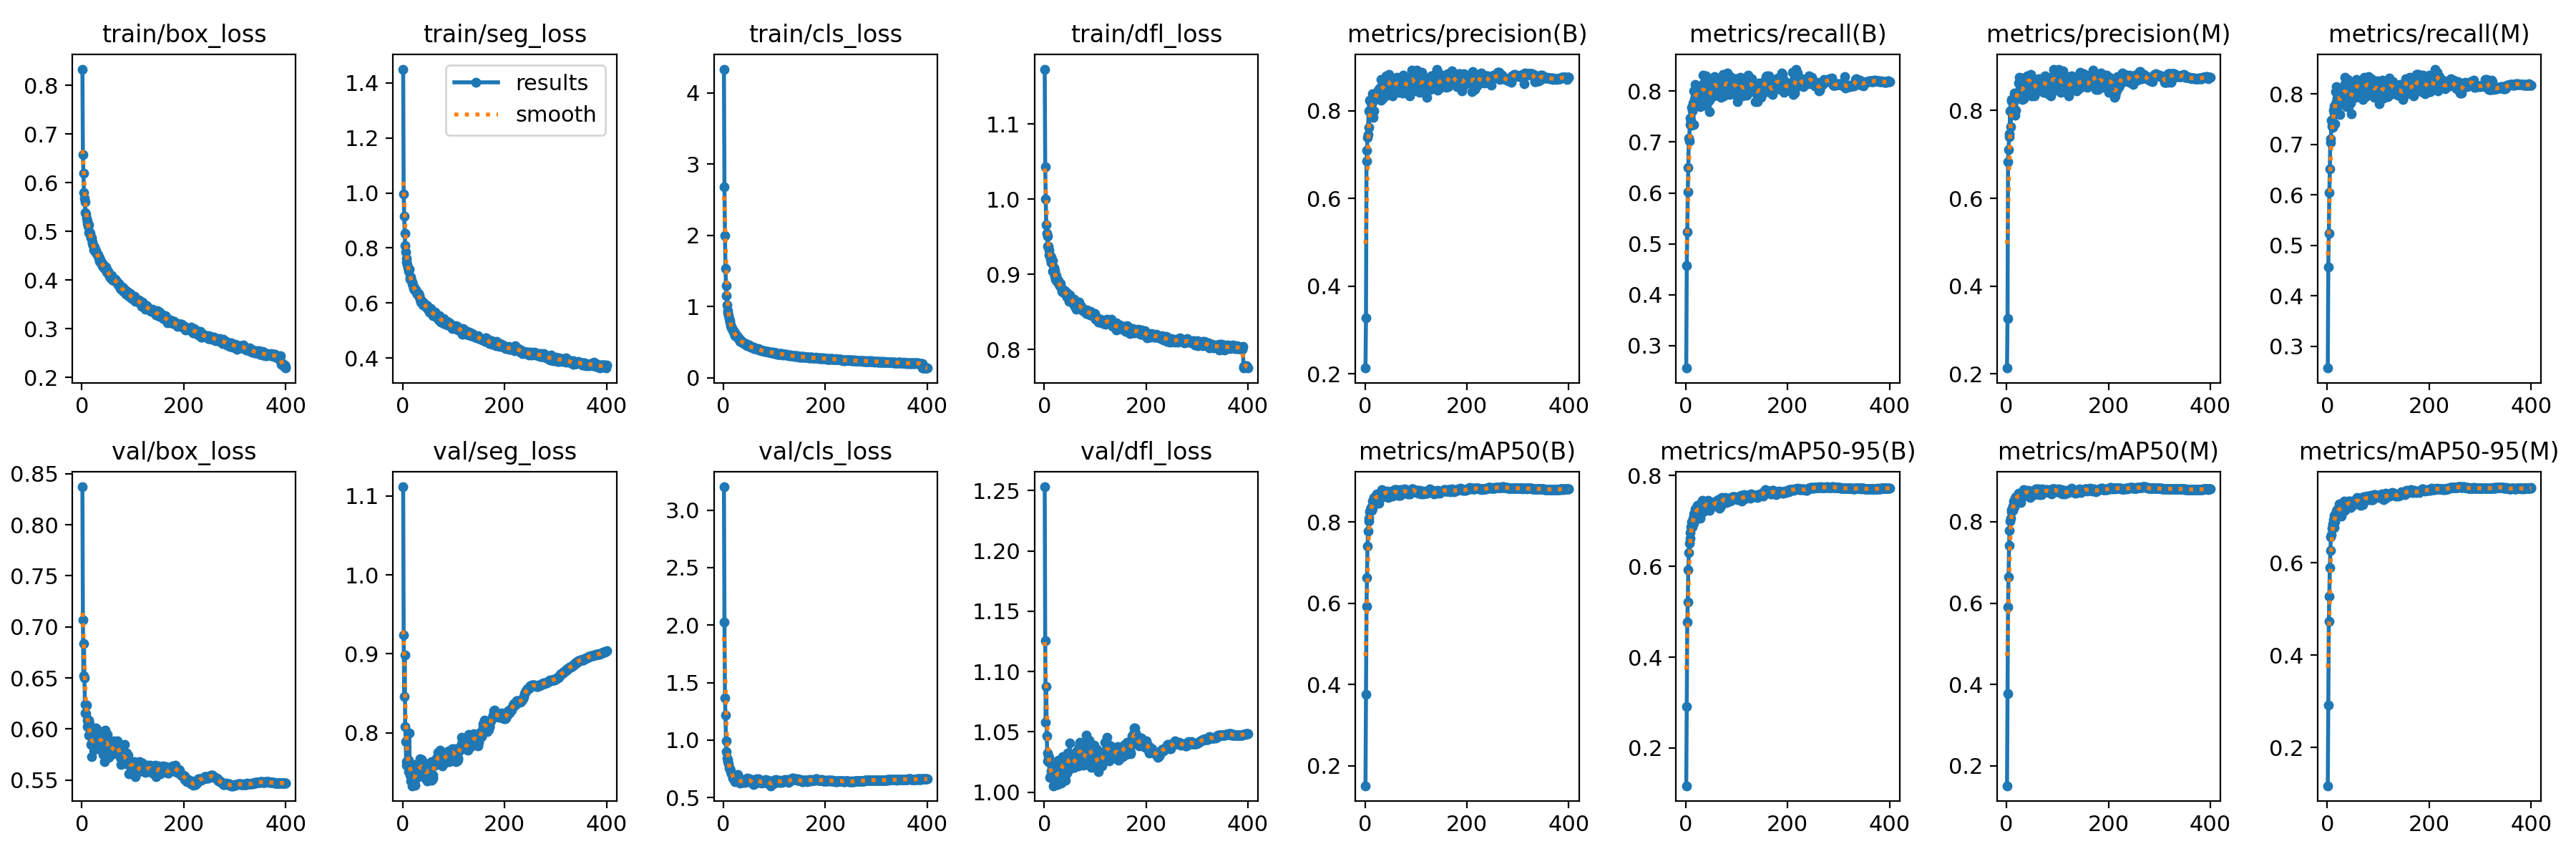 train/box_loss
train/seg_loss
train/cls_loss
train/dfl_loss
metrics/precision(B)
metrics/recall(B)
metrics/precision(M)
metrics/recall(M)
results
smooth
0.8
0.7
0.6
0.5
0.4
0.3
0.2
0 200 400
1.4
1.2
1.0
0.8
0.6
0.4
0 200 400
4
3
2
1
0
0 200 400
1.1
1.0
0.9
0.8
0 200 400
0.8
0.6
0.4
0.2
0 200 400
0.8
0.7
0.6
0.5
0.4
0.3
0 200 400
0.8
0.6
0.4
0.2
0 200 400
0.8
0.7
0.6
0.5
0.4
0.3
0 200 400
val/box_loss
val/seg_loss
val/cls_loss
val/dfl_loss
metrics/mAP50(B)
metrics/mAP50-95(B)
metrics/mAP50(M)
metrics/mAP50-95(M)
0.85
0.80
0.75
0.70
0.65
0.60
0.55
0 200 400
1.1
1.0
0.9
0.8
0 200 400
3.0
2.5
2.0
1.5
1.0
0.5
0 200 400
1.25
1.20
1.15
1.10
1.05
1.00
0 200 400
0.8
0.6
0.4
0.2
0 200 400
0.8
0.6
0.4
0.2
0 200 400
0.8
0.6
0.4
0.2
0 200 400
0.6
0.4
0.2
0 200 400